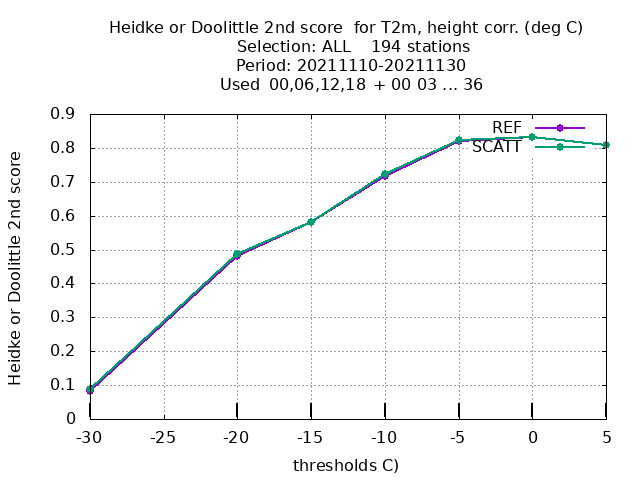 Heidke or Doolittle 2nd score  for T2m, height corr. (deg C)
Selection: ALL    194 stations
Period: 20211110-20211130
Used  00,06,12,18  + 00 03 ... 36
Heidke or Doolittle 2nd score
0.9
0.8
0.7
0.6
0.5
0.4
0.3
0.2
0.1
0
REF
SCATT
-30 -25 -20 -15 -10 -5 0 5
thresholds C)